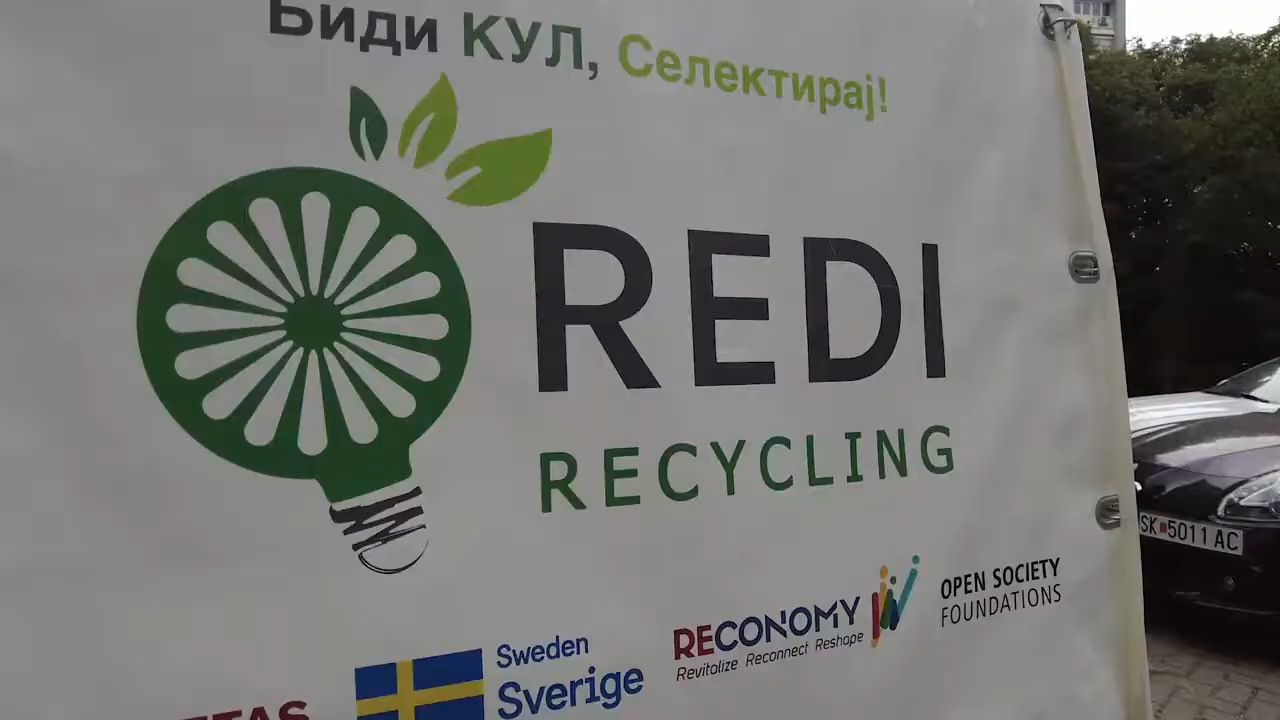 Биди КУЛ, Селектирај!
REDI
RECYCLING
Sweden
Sverige
RECONOMY
Revitalize Reconnect Reshape
OPEN SOCIETY
FOUNDATIONS
SK 5011 AC